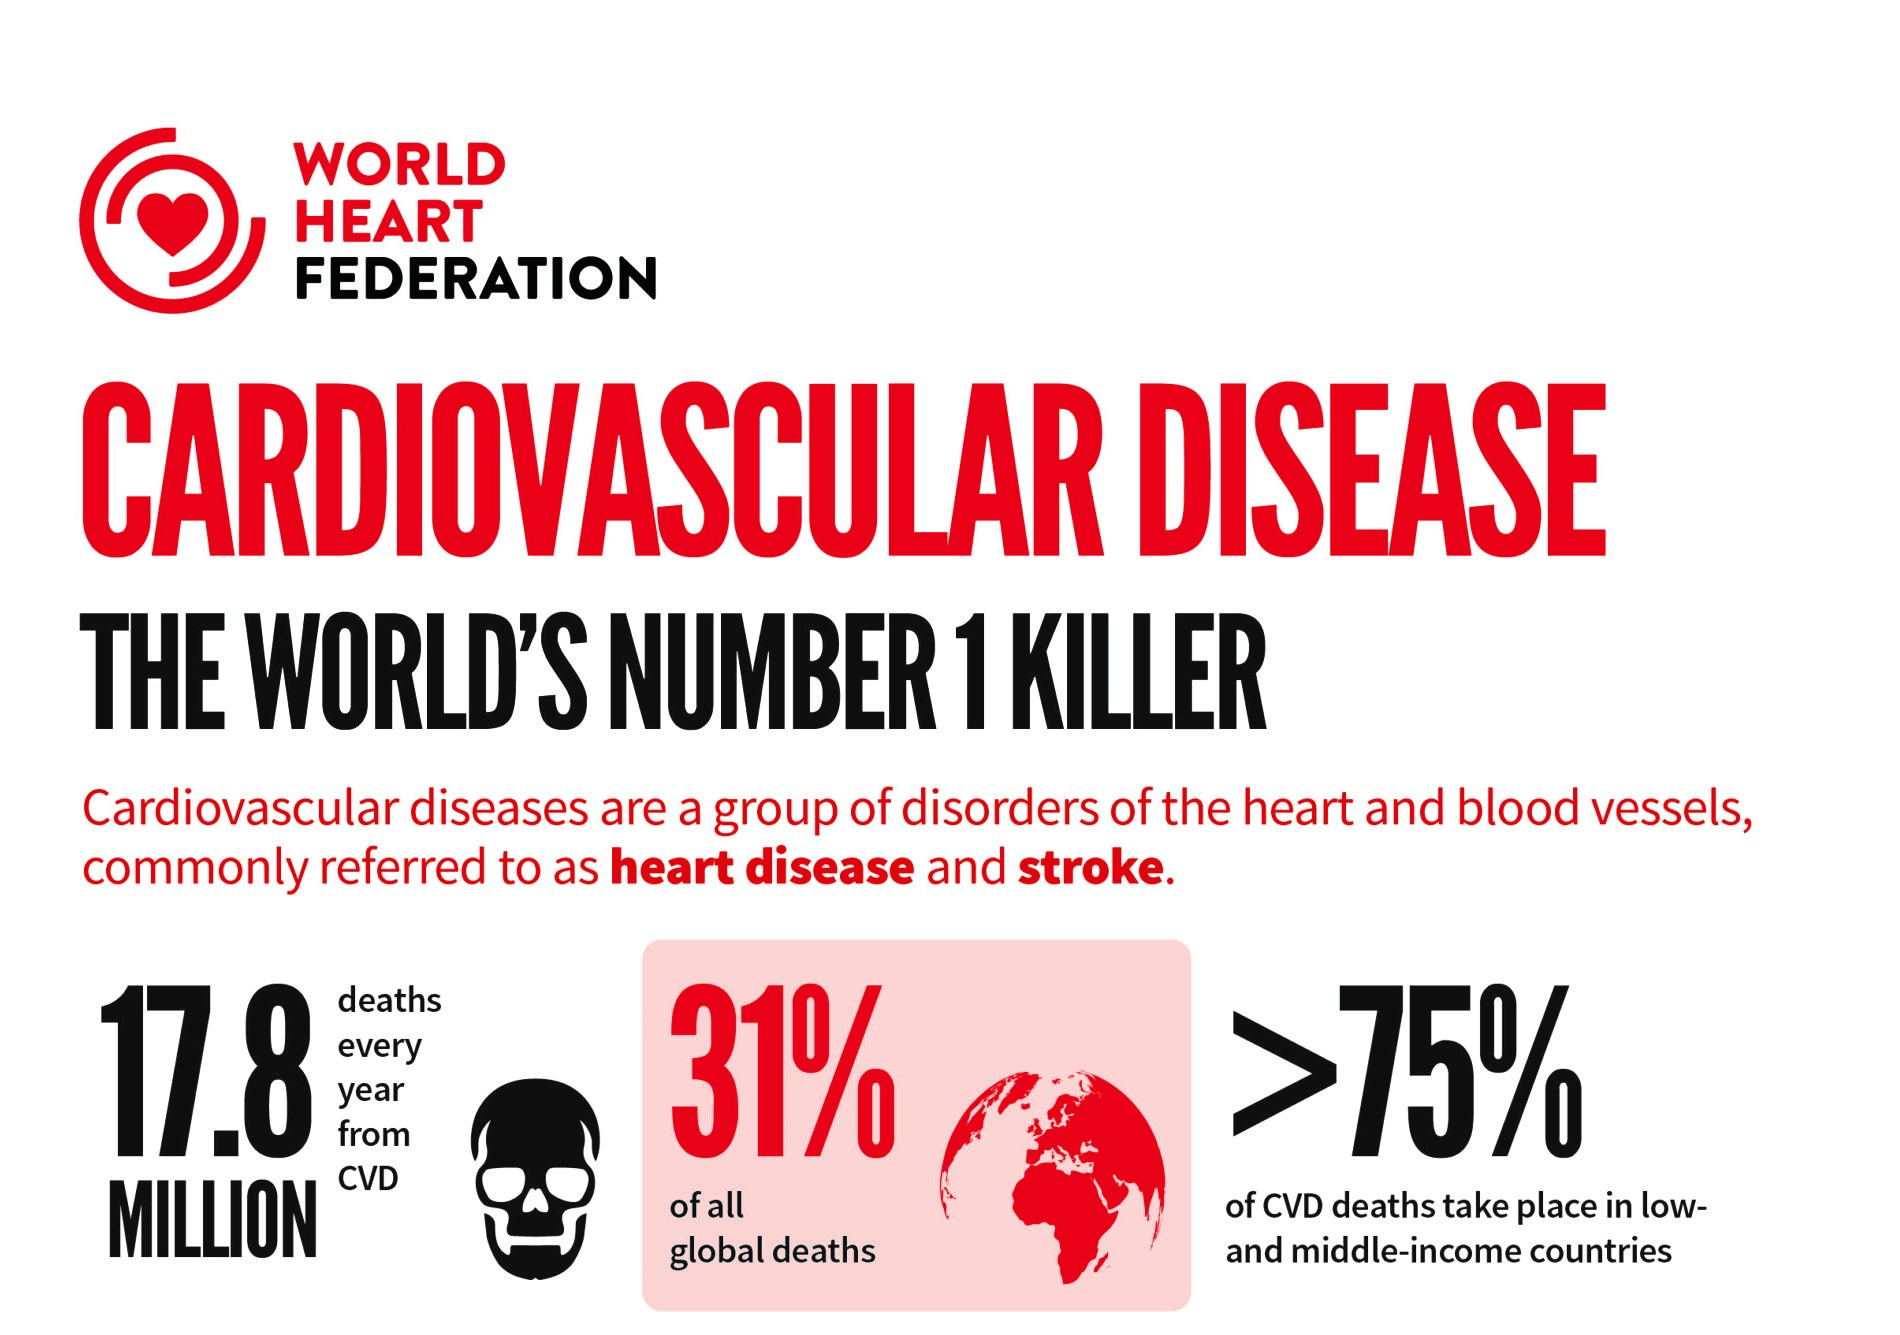 WORLD
HEART
FEDERATION
CARDIOVASCULAR DISEASE
THE WORLD’S NUMBER 1 KILLER
Cardiovascular diseases are a group of disorders of the heart and blood vessels,
commonly referred to as heart disease and stroke.
17.8
MILLION
deaths
every
year
from
CVD
31%
of all
global deaths
>75%
of CVD deaths take place in low-
and middle-income countries